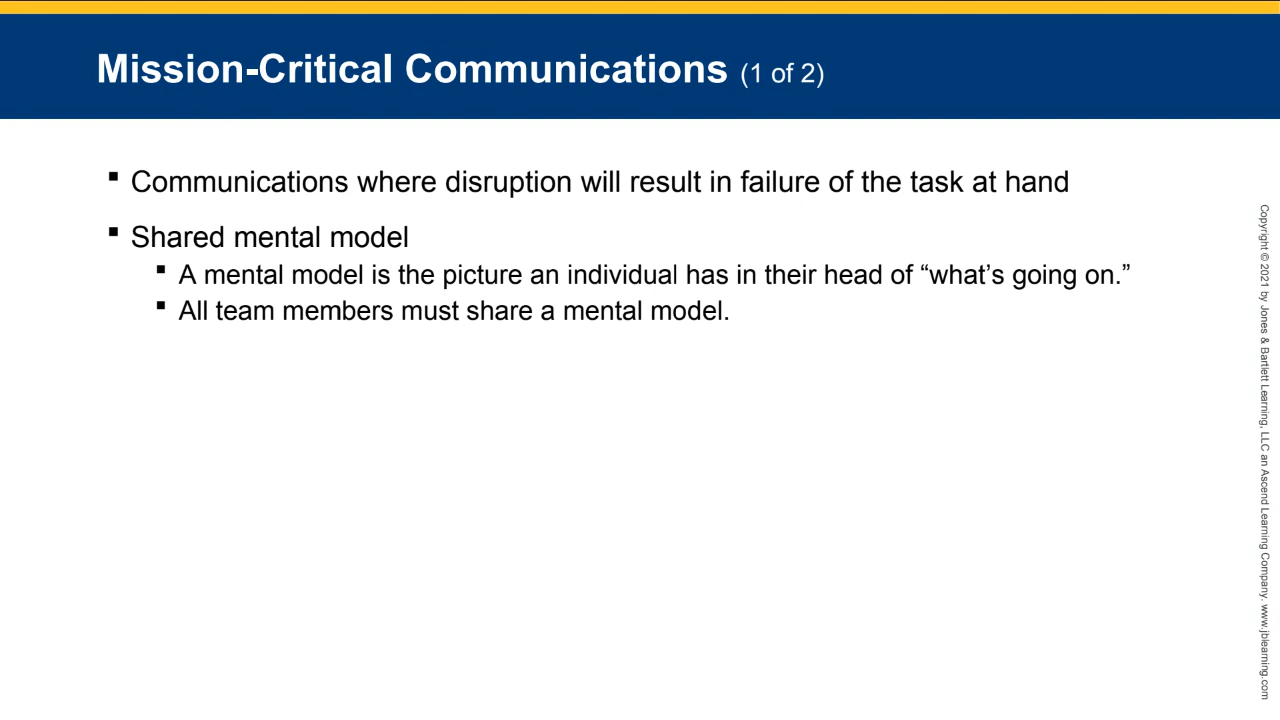 Mission-Critical Communications (1 of 2)
▪ Communications where disruption will result in failure of the task at hand
▪ Shared mental model
▪ A mental model is the picture an individual has in their head of “what’s going on.”
▪ All team members must share a mental model.
Copyright © 2021 by Jones & Bartlett Learning, LLC an Ascend Learning Company. www.jblearning.com